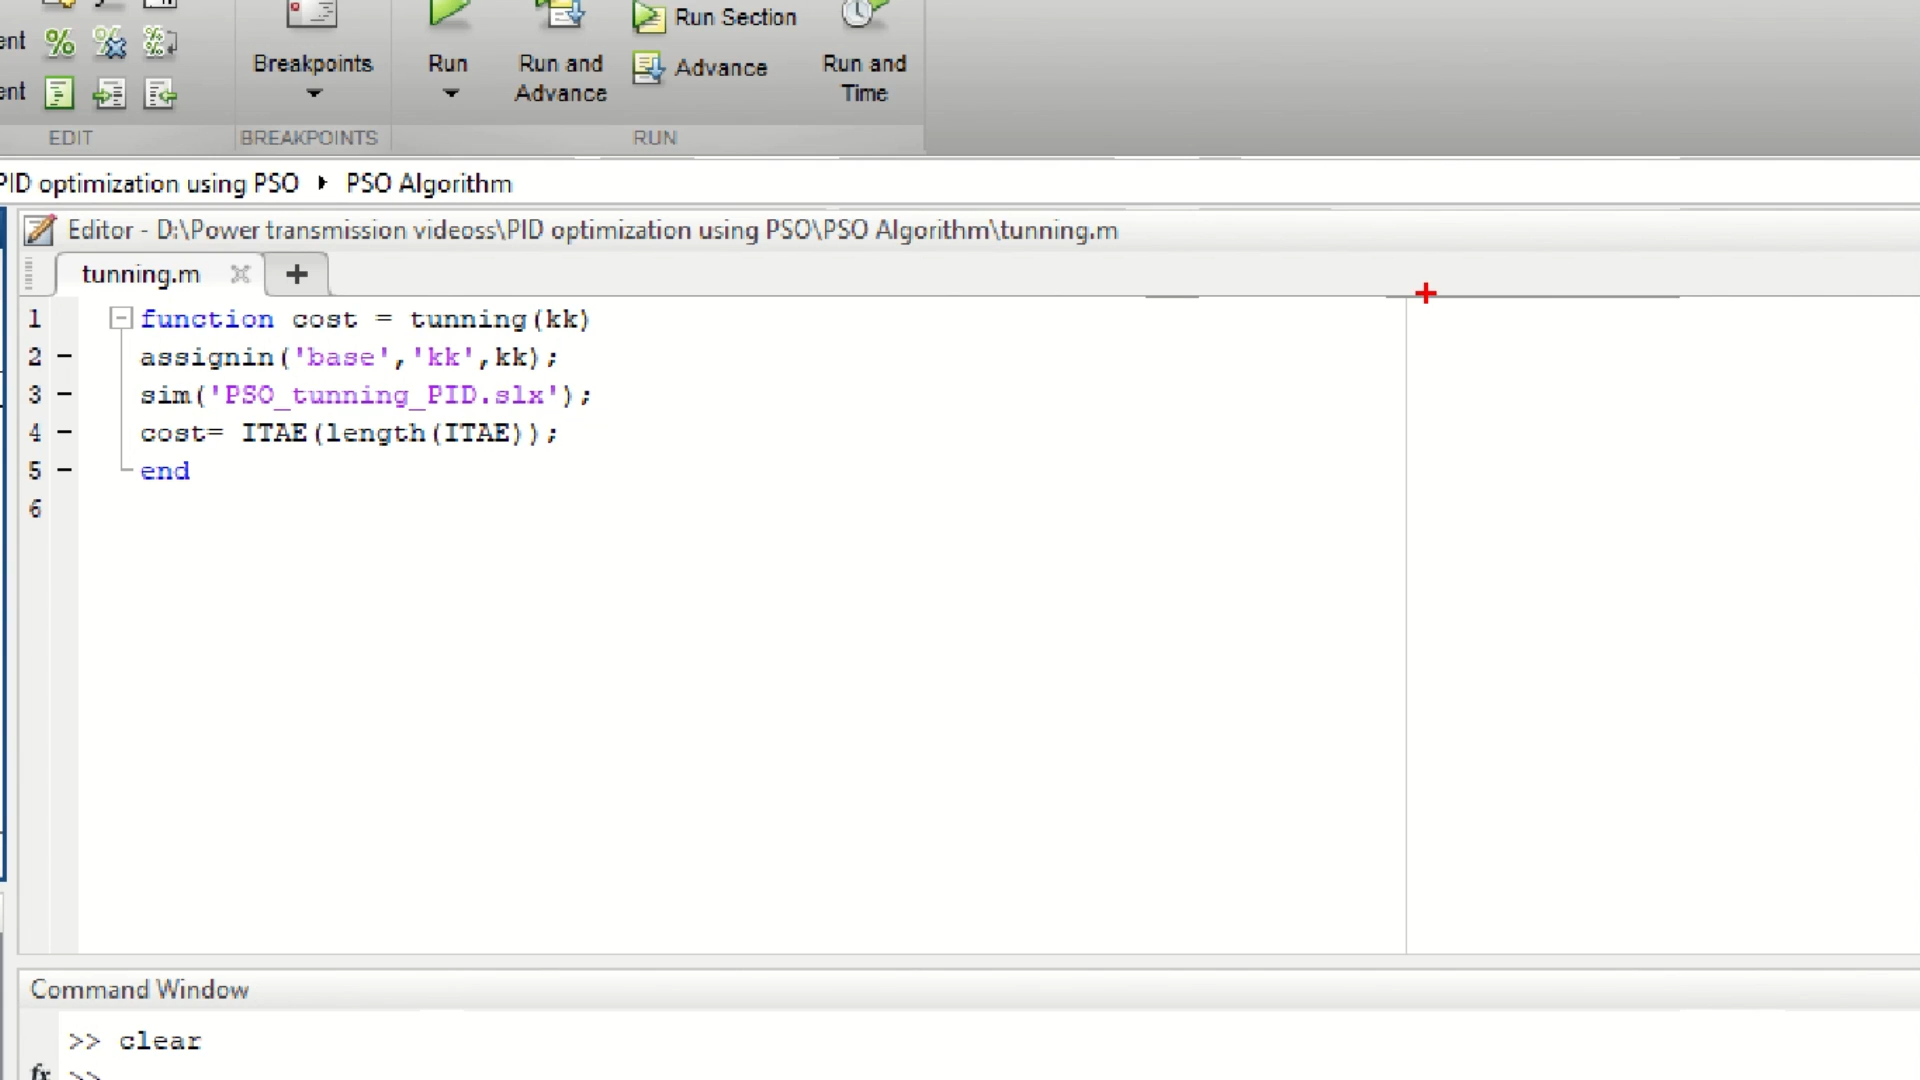 ent
Breakpoints
Run
Run and
Advance
Run Section
Advance
Run and
Time
ent
EDIT
BREAKPOINTS
RUN
PID optimization using PSO PSO Algorithm
Editor - D:\Power transmission videoss\PID optimization using PSO\PSO Algorithm\tunning.m
tunning.m
1 function cost = tunning(kk)
2 assignin('base','kk',kk);
3 sim('PSO_tunning_PID.slx');
4 cost= ITAE(length(ITAE));
5 end
6
Command Window
>> clear
fx >>